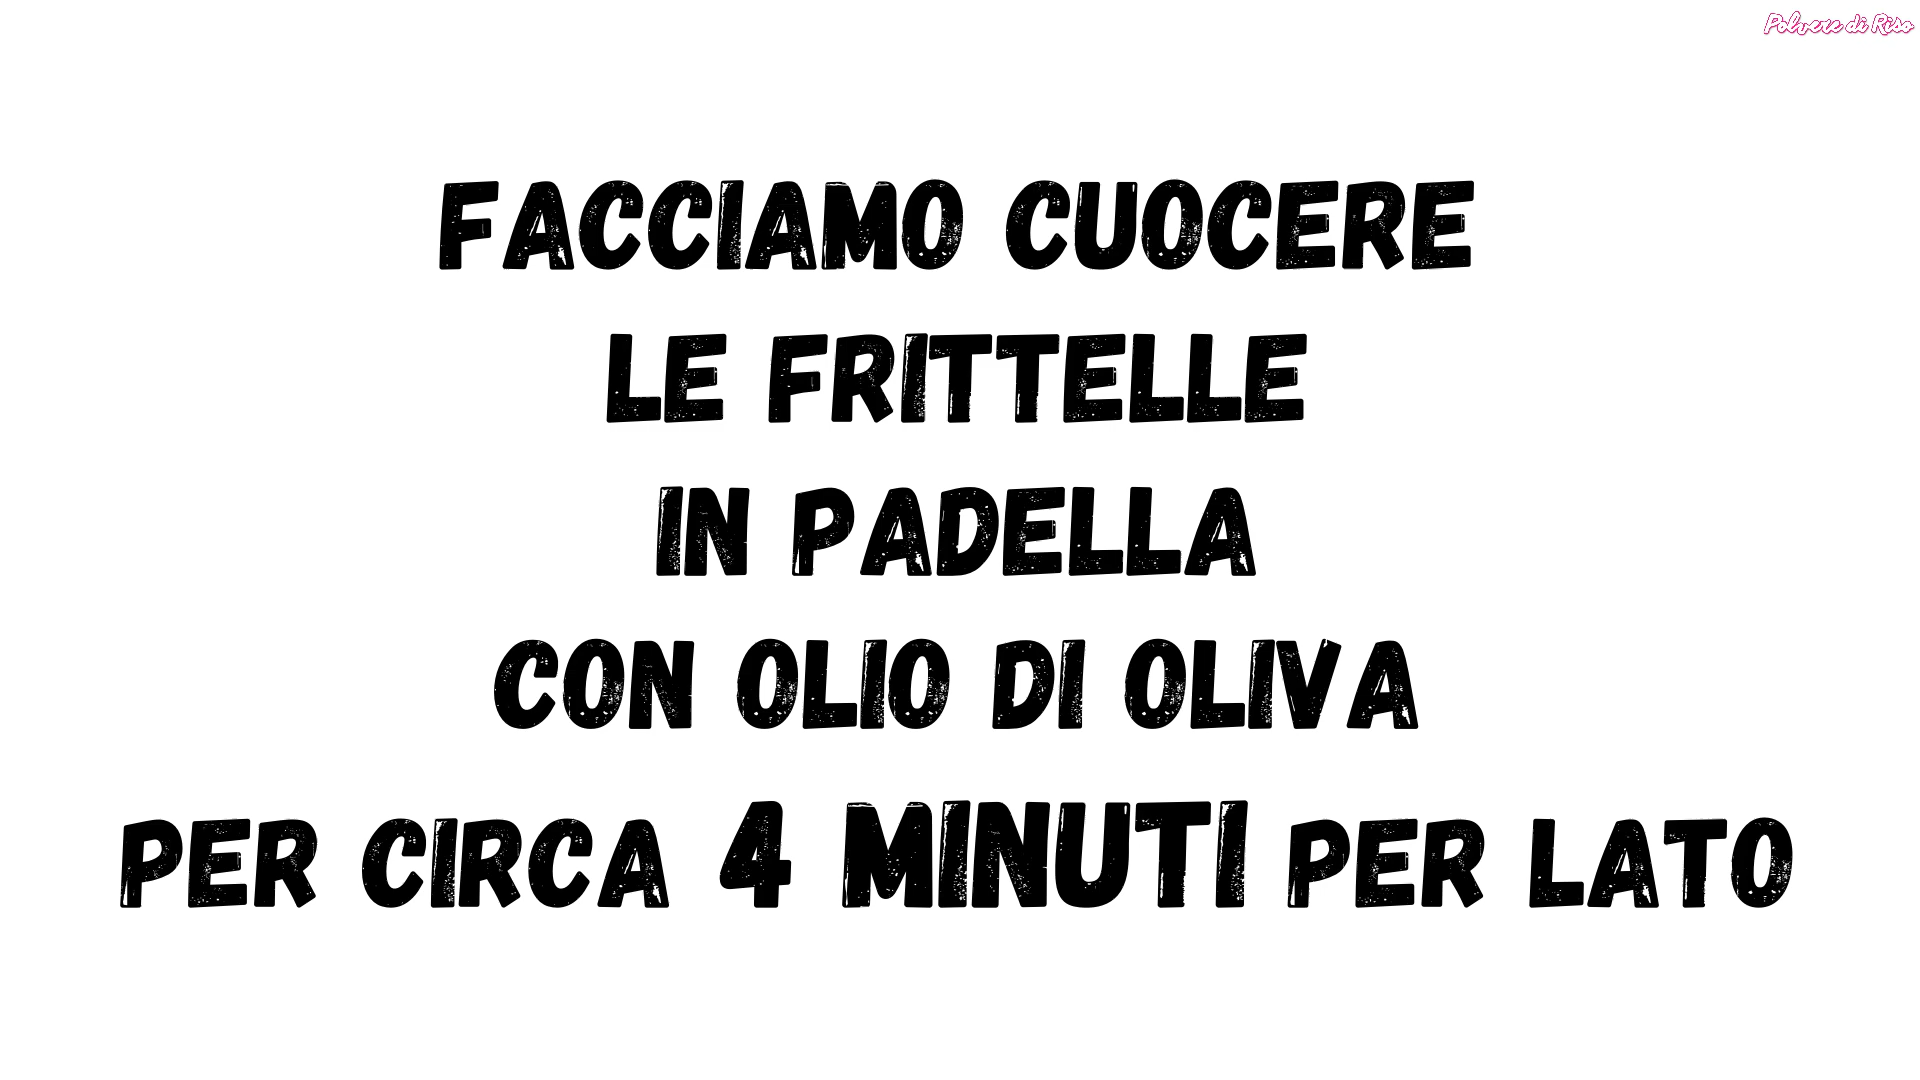 Polvere di Riso
FACCIAMO CUOCERE
LE FRITTELLE
IN PADELLA
CON OLIO DI OLIVA
PER CIRCA 4 MINUTI PER LATO